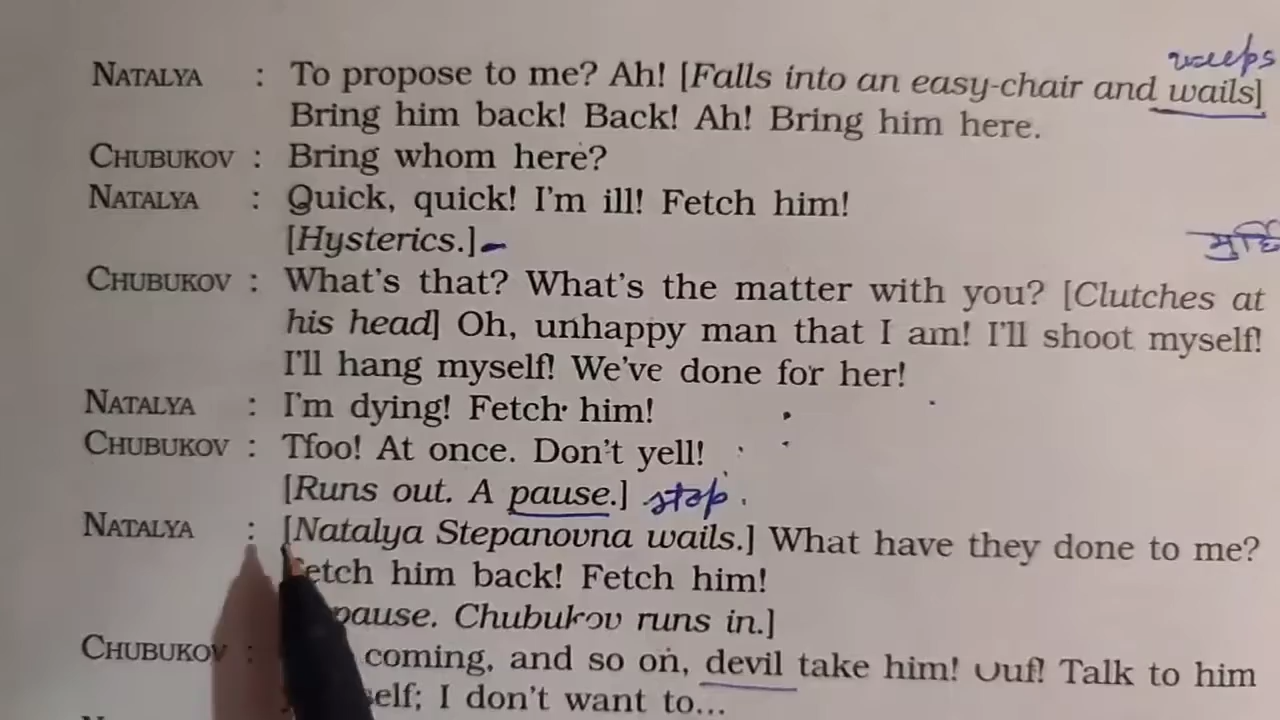 weeps
NATALYA : To propose to me? Ah! [Falls into an easy-chair and wails]
Bring him back! Back! Ah! Bring him here.
CHUBUKOV : Bring whom here?
NATALYA : Quick, quick! I'm ill! Fetch him!
[Hysterics.]
CHUBUKOV : What's that? What's the matter with you? [Clutches at
his head] Oh, unhappy man that I am! I'll shoot myself!
I'll hang myself! We've done for her!
NATALYA : I'm dying! Fetch him!
CHUBUKOV : Tfoo! At once. Don't yell!
[Runs out. A pause.] stop.
NATALYA : [Natalya Stepanovna wails.] What have they done to me?
etch him back! Fetch him!
pause. Chubukov runs in.]
CHUBUKOV : coming, and so on, devil take him! Ouf! Talk to him
self; I don't want to...